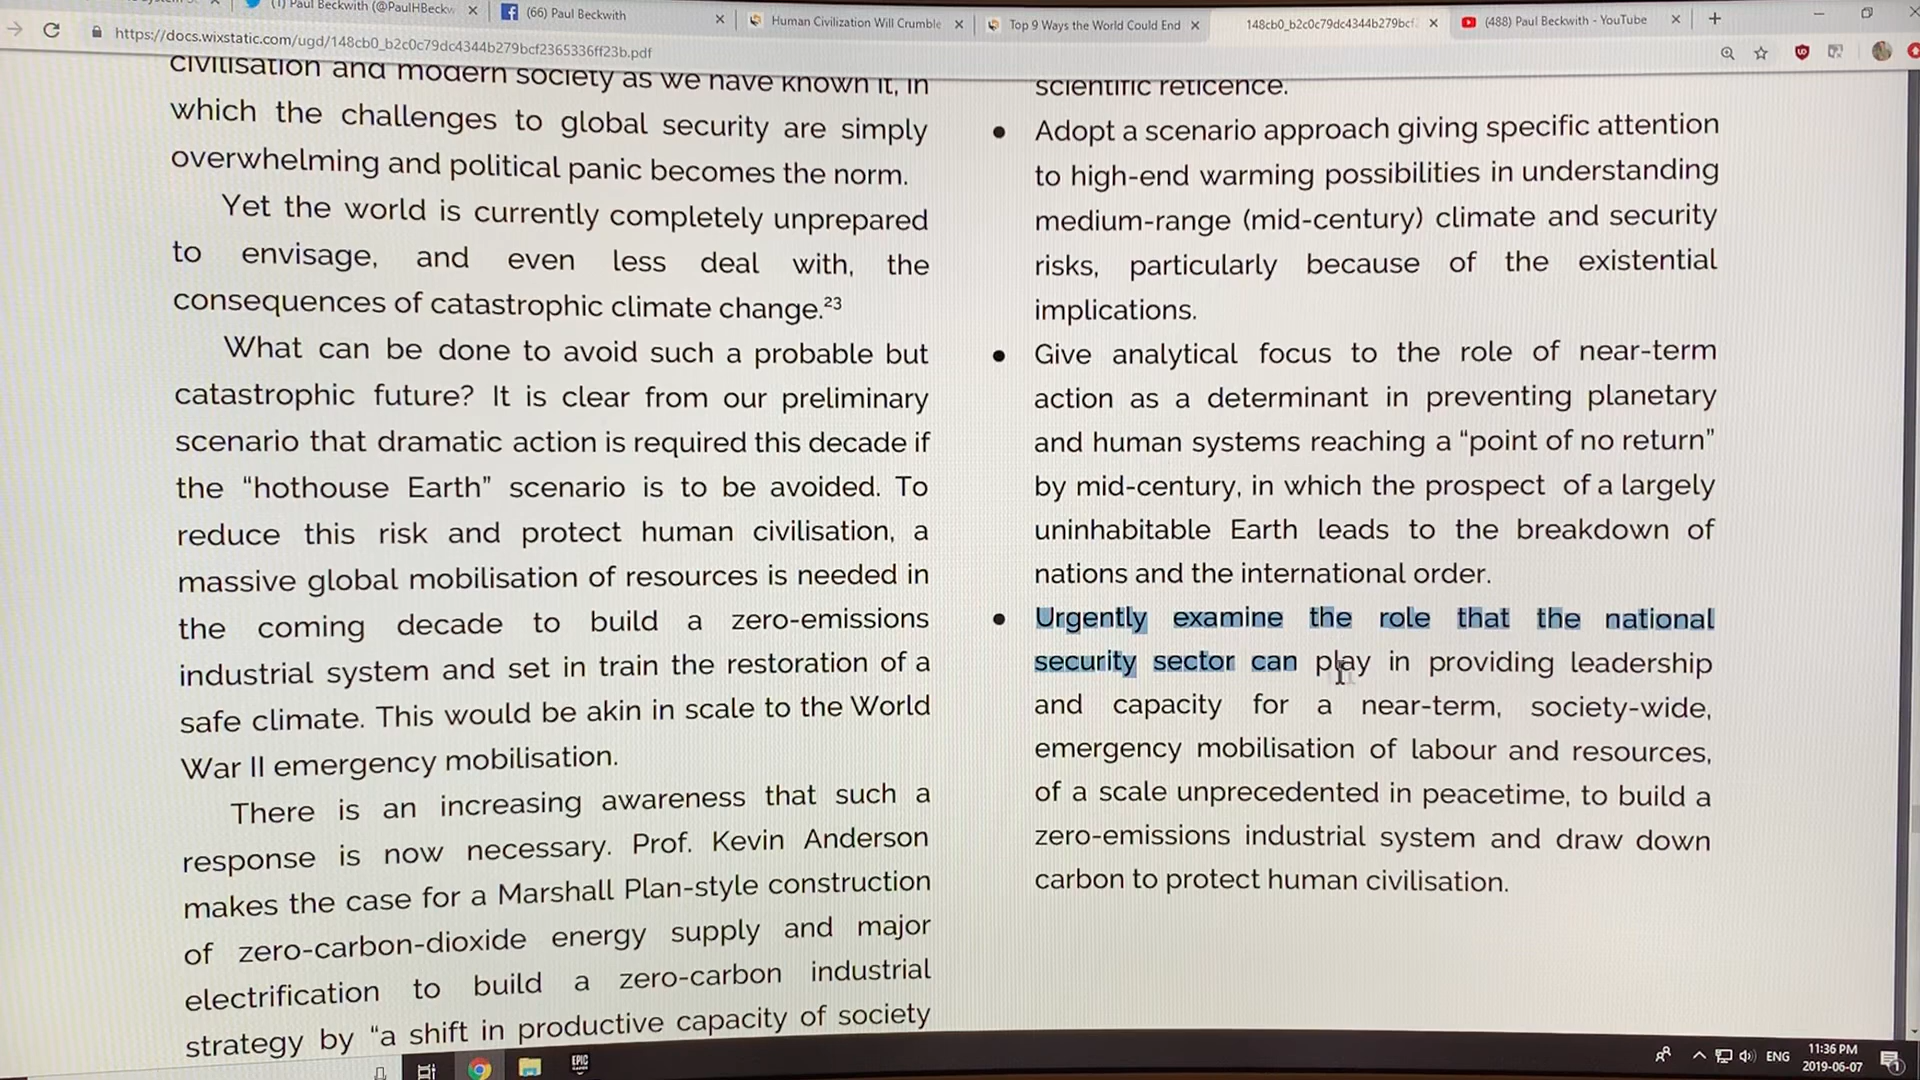 (1) Paul Beckwith (@PaulHBeckw
(66) Paul Beckwith
Human Civilization Will Crumble
Top 9 Ways the World Could End
148cb0_b2c0c79dc4344b279bcf
(488) Paul Beckwith - YouTube
https://docs.wixstatic.com/ugd/148cb0_b2c0c79dc4344b279bcf2365336ff23b.pdf
civilisation and modern society as we have known it, in
which the challenges to global security are simply
overwhelming and political panic becomes the norm.
Yet the world is currently completely unprepared
to envisage, and even less deal with, the
consequences of catastrophic climate change.²³
What can be done to avoid such a probable but
catastrophic future? It is clear from our preliminary
scenario that dramatic action is required this decade if
the “hothouse Earth” scenario is to be avoided. To
reduce this risk and protect human civilisation, a
massive global mobilisation of resources is needed in
the coming decade to build a zero-emissions
industrial system and set in train the restoration of a
safe climate. This would be akin in scale to the World
War II emergency mobilisation.
There is an increasing awareness that such a
response is now necessary. Prof. Kevin Anderson
makes the case for a Marshall Plan-style construction
of zero-carbon-dioxide energy supply and major
electrification to build a zero-carbon industrial
strategy by “a shift in productive capacity of society
scientific reticence.
• Adopt a scenario approach giving specific attention
to high-end warming possibilities in understanding
medium-range (mid-century) climate and security
risks, particularly because of the existential
implications.
• Give analytical focus to the role of near-term
action as a determinant in preventing planetary
and human systems reaching a “point of no return”
by mid-century, in which the prospect of a largely
uninhabitable Earth leads to the breakdown of
nations and the international order.
• Urgently examine the role that the national
security sector can play in providing leadership
and capacity for a near-term, society-wide,
emergency mobilisation of labour and resources,
of a scale unprecedented in peacetime, to build a
zero-emissions industrial system and draw down
carbon to protect human civilisation.
EPIC
ENG
11:36 PM
2019-06-07